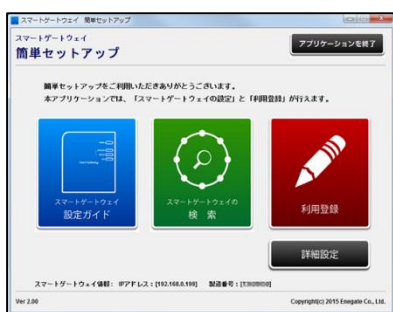 スマートゲートウェイ 簡単セットアップ
スマートゲートウェイ
簡単セットアップ
アプリケーションを終了
簡単セットアップをご利用いただきありがとうございます。
本アプリケーションでは、「スマートゲートウェイの設定」と「利用登録」が行えます。
スマートゲートウェイ
設定ガイド
スマートゲートウェイの
検 索
利用登録
詳細設定
スマートゲートウェイ情報: IPアドレス:[192.168.0.100] 製造番号:
Ver 2.00
Copyright(c) 2015 Enegate Co., Ltd.